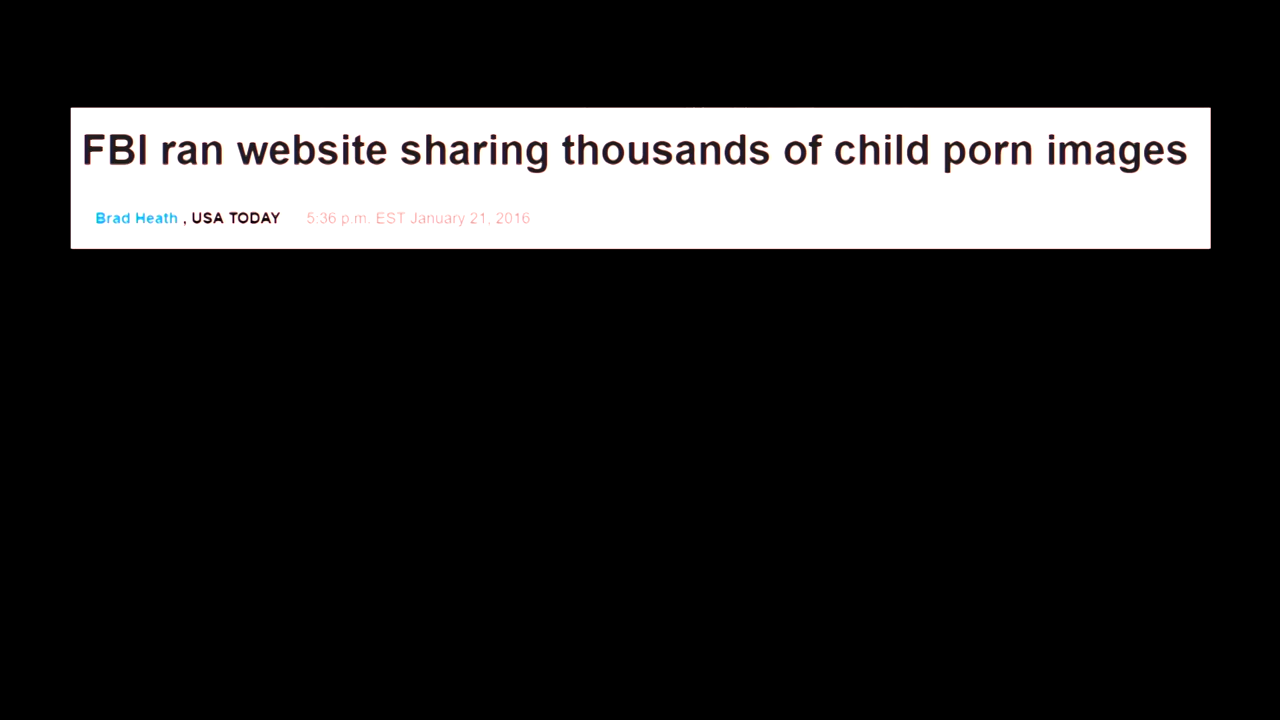 FBI ran website sharing thousands of child porn images
Brad Heath , USA TODAY 5:36 p.m. EST January 21, 2016